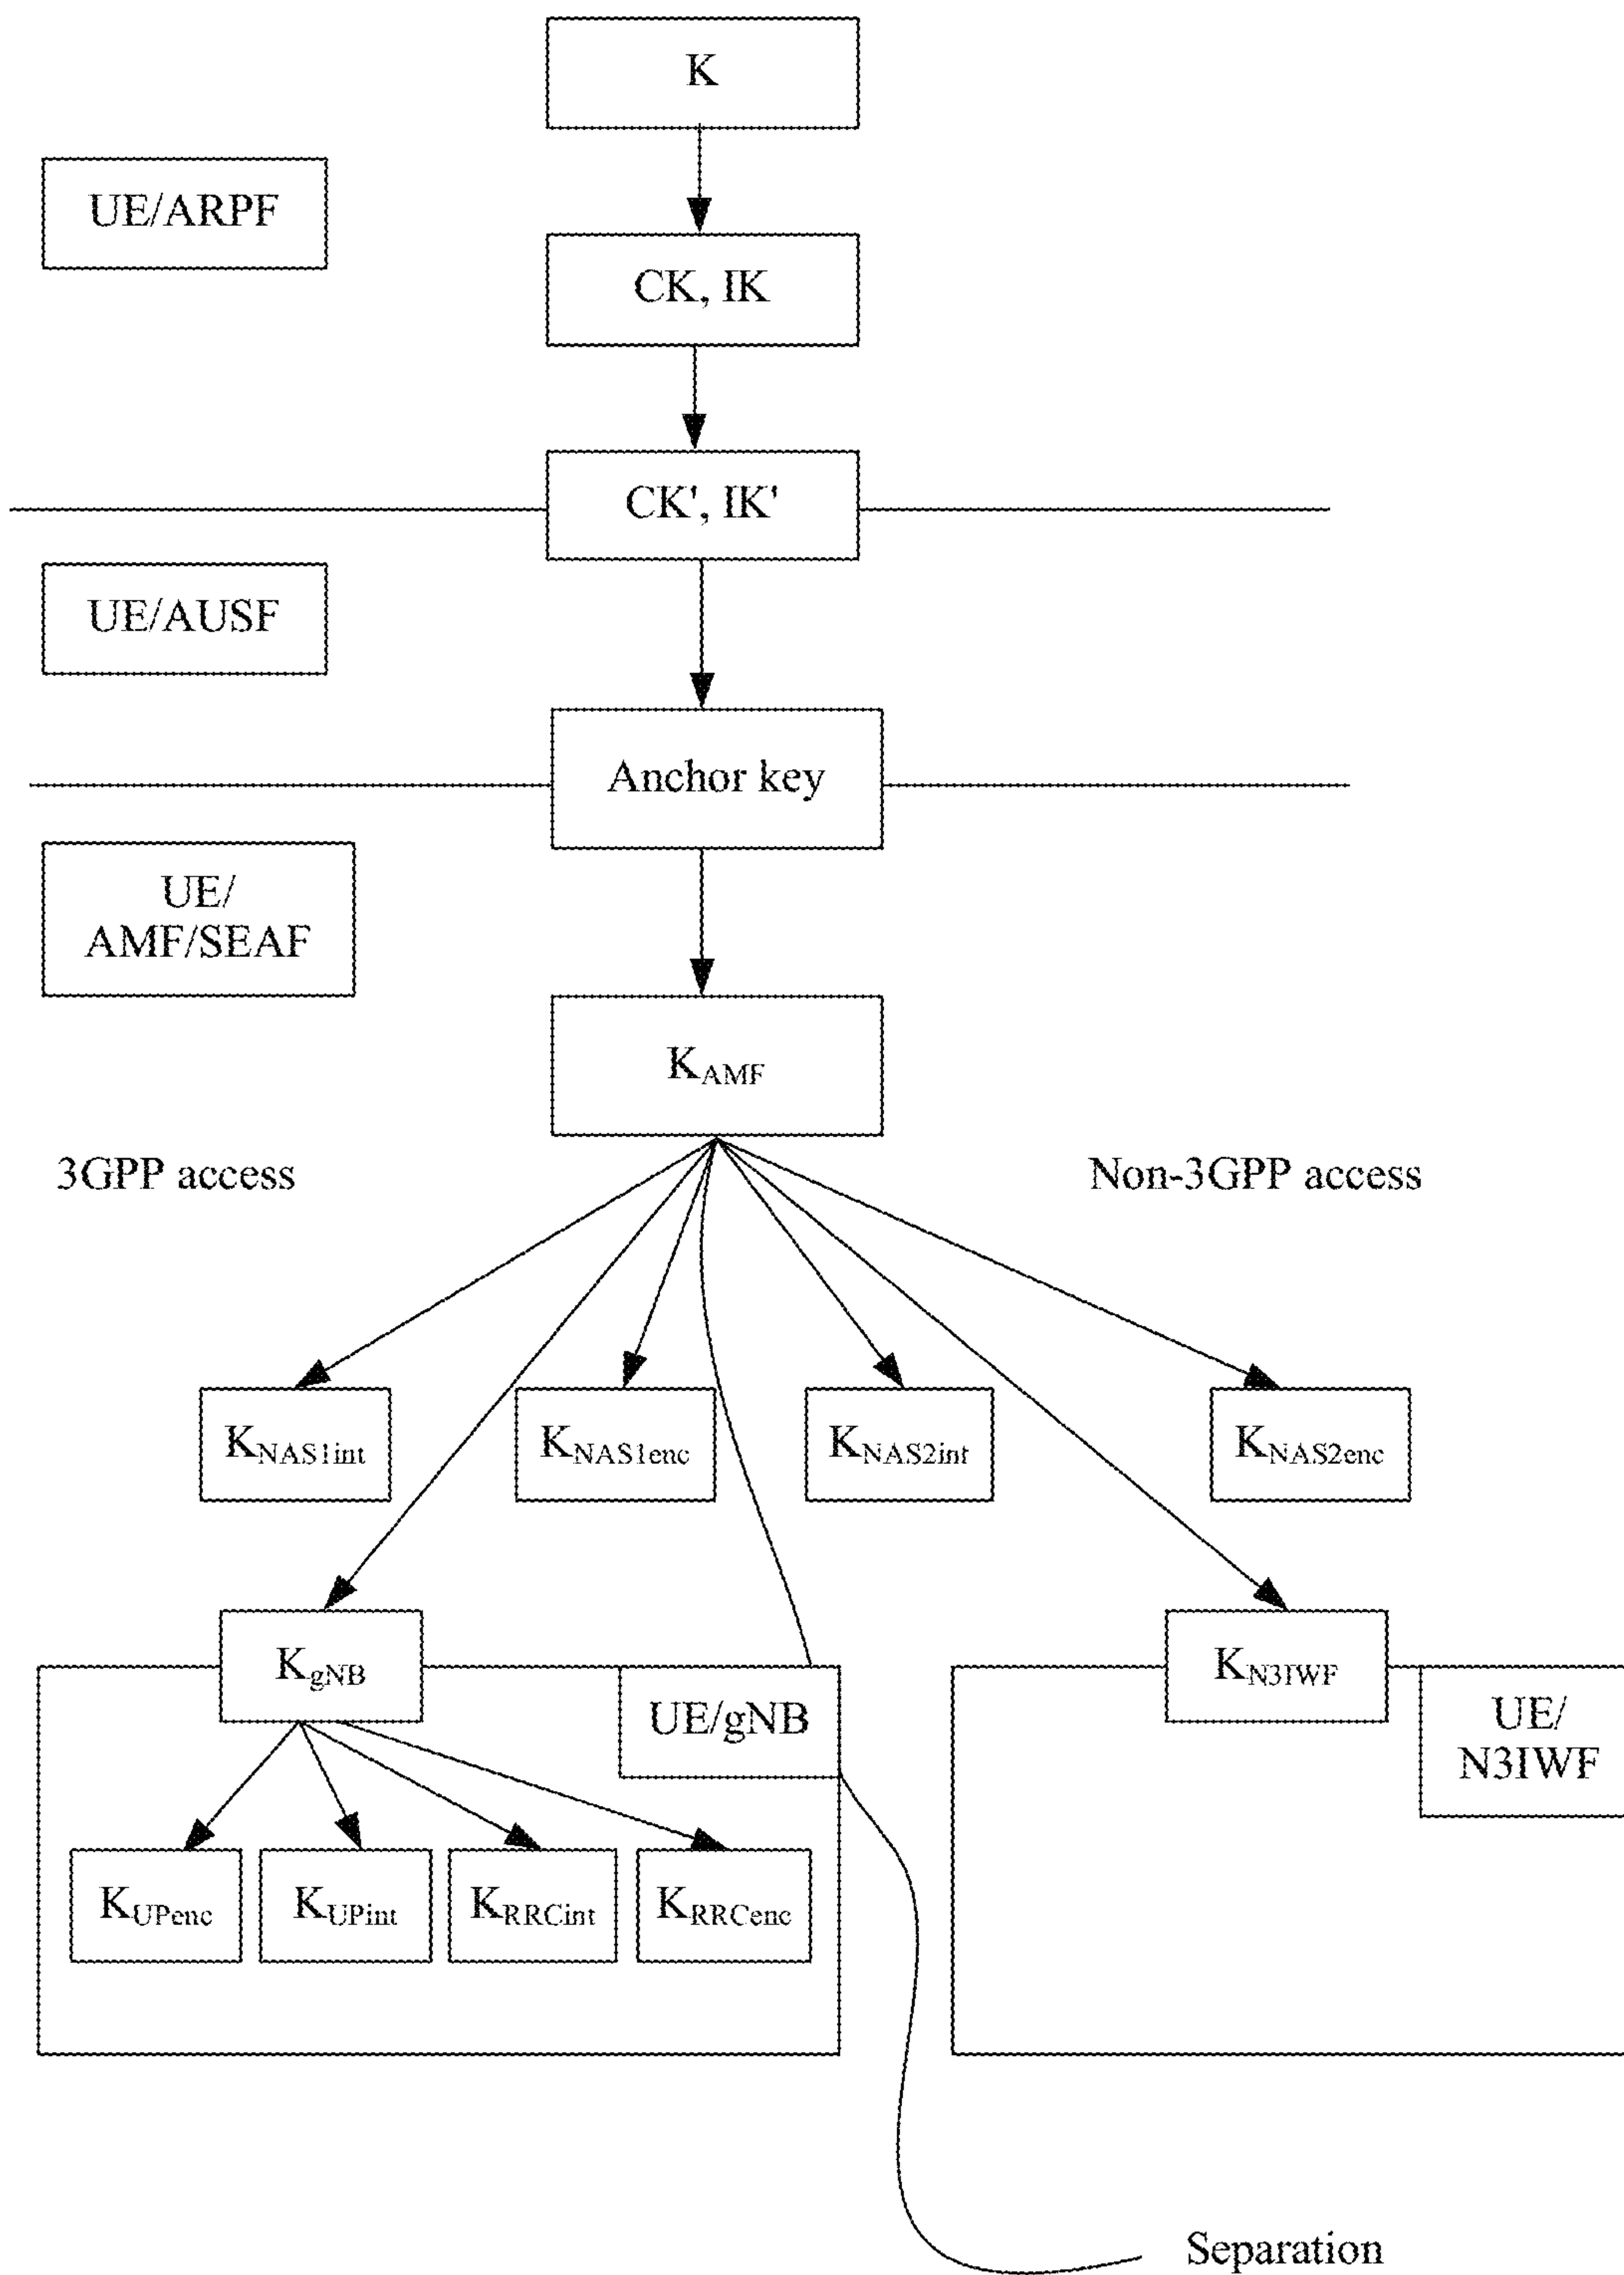 K
UE/ARPF
CK, IK
CK', IK'
UE/AUSF
Anchor key
UE/
AMF/SEAF
KAMF
3GPP access
Non-3GPP access
KNAS1int
KNAS1enc
KNAS2int
KNAS2enc
KgNB
UE/gNB
KN3IWF
UE/
N3IWF
KUPenc
KUPint
KRRCint
KRRCenc
Separation